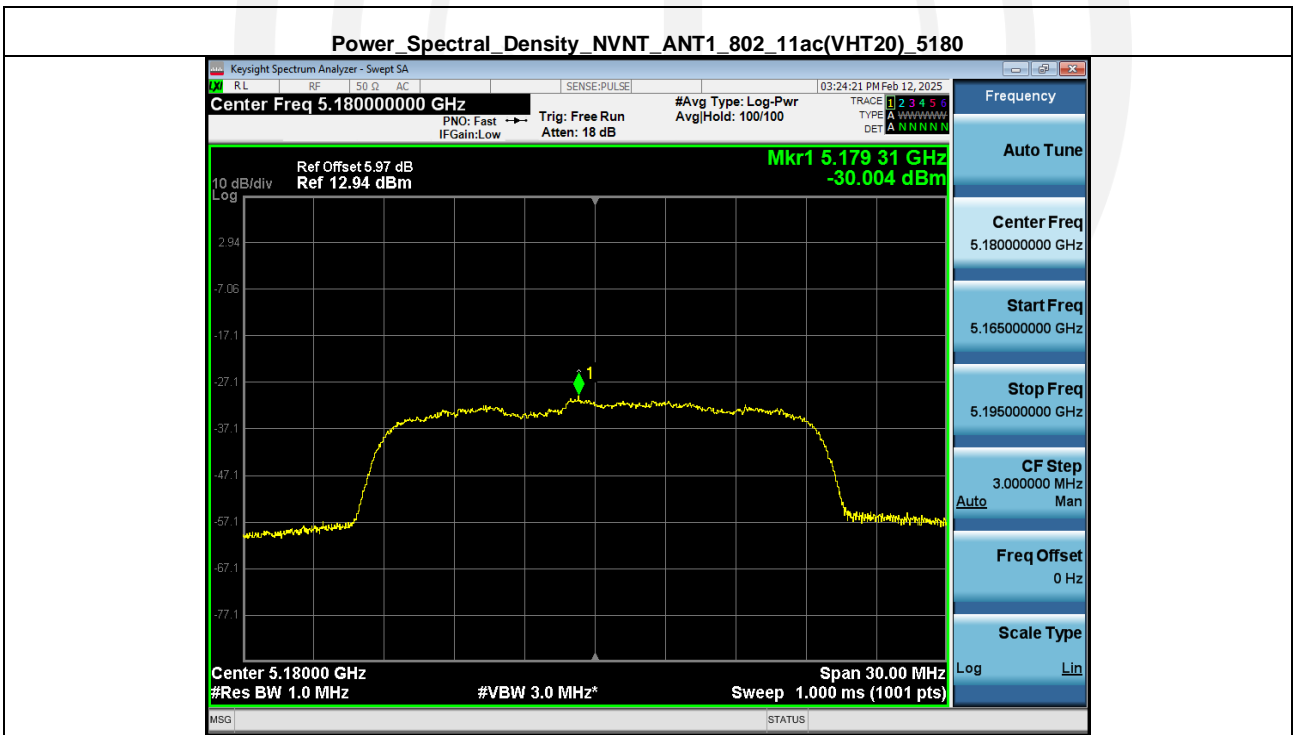 Power_Spectral_Density_NVNT_ANT1_802_11ac(VHT20)_5180
Keysight Spectrum Analyzer - Swept SA
LXI RL RF 50 Ω AC SENSE:PULSE 03:24:21 PM Feb 12, 2025
Center Freq 5.180000000 GHz
PNO: Fast
IFGain:Low
Trig: Free Run
Atten: 18 dB
#Avg Type: Log-Pwr
Avg|Hold: 100/100
TRACE 1 2 3 4 5 6
TYPE A WWWWW
DET A N N N N N
Mkr1 5.179 31 GHz
-30.004 dBm
Ref Offset 5.97 dB
10 dB/div Ref 12.94 dBm
Log
2.94
-7.06
-17.1
-27.1
-37.1
-47.1
-57.1
-67.1
-77.1
1
Center 5.18000 GHz
Span 30.00 MHz
#Res BW 1.0 MHz
#VBW 3.0 MHz*
Sweep 1.000 ms (1001 pts)
MSG
STATUS
Frequency
Auto Tune
Center Freq
5.180000000 GHz
Start Freq
5.165000000 GHz
Stop Freq
5.195000000 GHz
CF Step
3.000000 MHz
Auto Man
Freq Offset
0 Hz
Scale Type
Log Lin